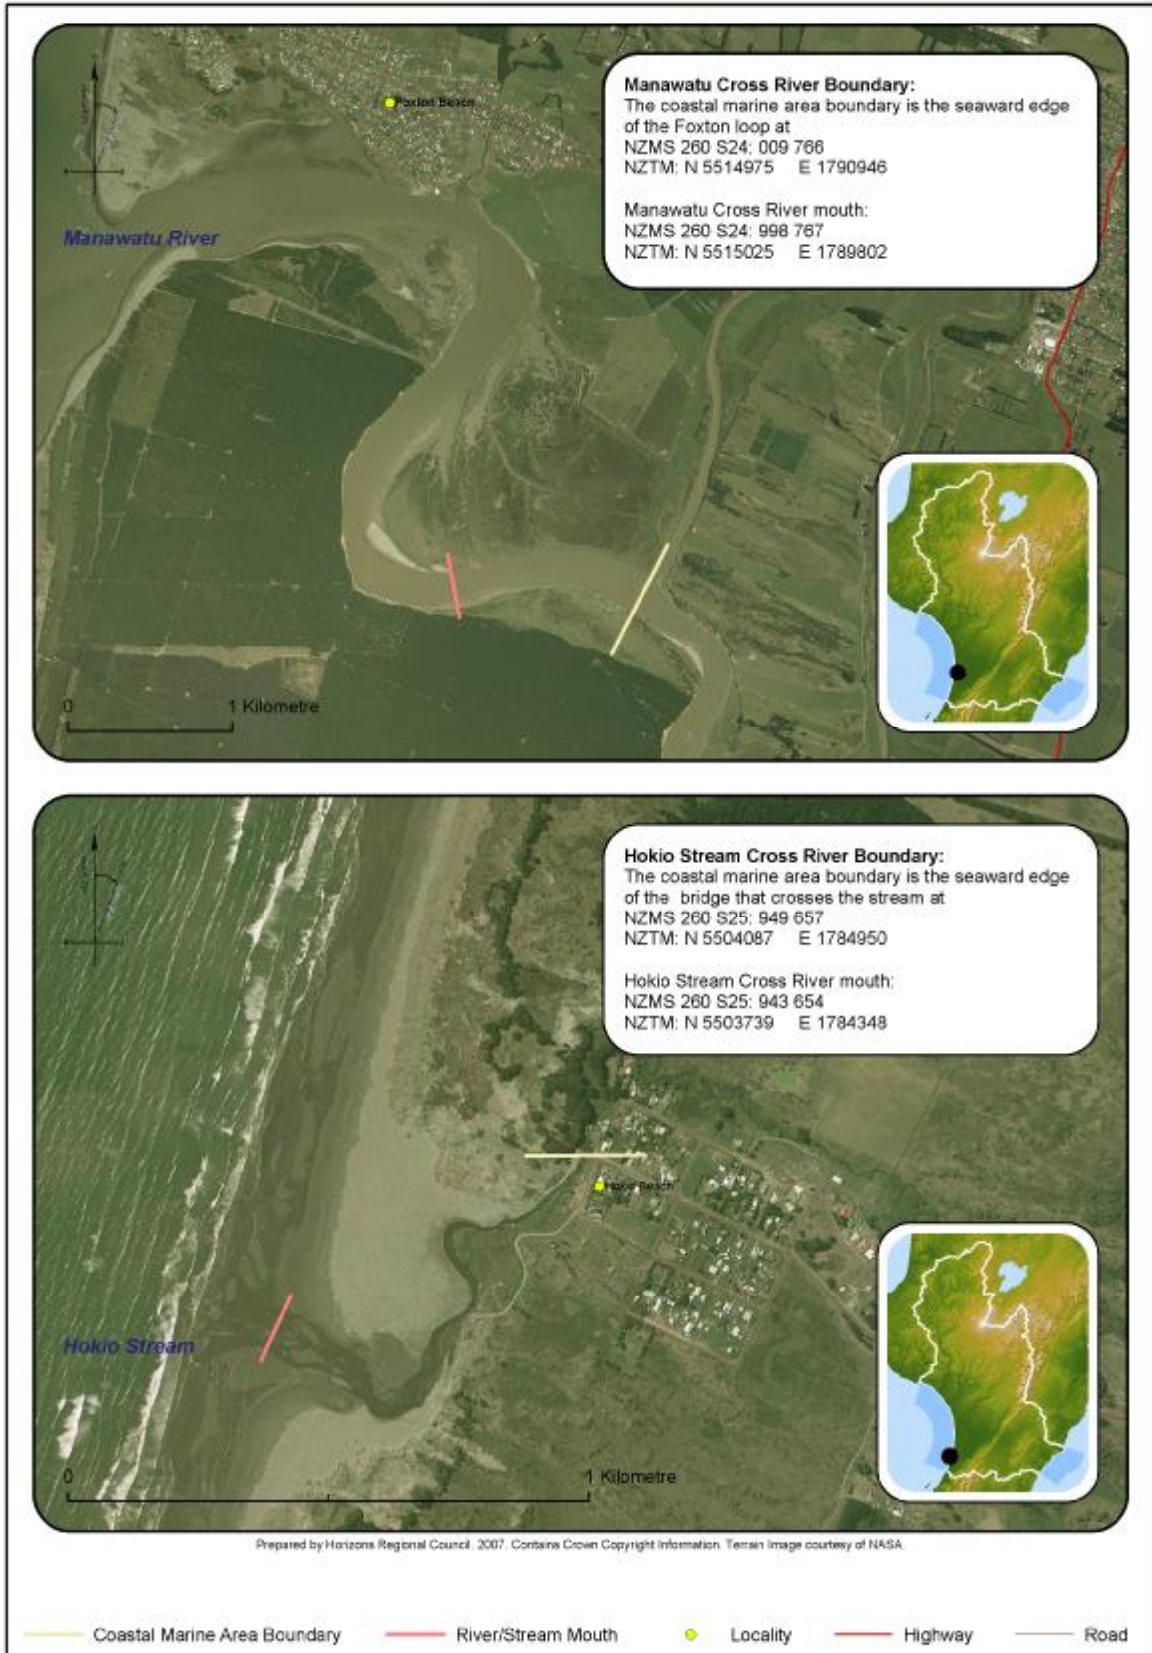 Foxton Beach
Manawatu Cross River Boundary:
The coastal marine area boundary is the seaward edge
of the Foxton loop at
NZMS 260 S24: 009 766
NZTM: N 5514975 E 1790946
Manawatu Cross River mouth:
NZMS 260 S24: 998 767
NZTM: N 5515025 E 1789802
Manawatu River
0 1 Kilometre
Hokio Stream Cross River Boundary:
The coastal marine area boundary is the seaward edge
of the bridge that crosses the stream at
NZMS 260 S25: 949 657
NZTM: N 5504087 E 1784950
Hokio Stream Cross River mouth:
NZMS 260 S25: 943 654
NZTM: N 5503739 E 1784348
Hokio Beach
Hokio Stream
0 1 Kilometre
Prepared by Horizons Regional Council, 2007. Contains Crown Copyright Information. Terrain Image courtesy of NASA
Coastal Marine Area Boundary River/Stream Mouth Locality Highway Road